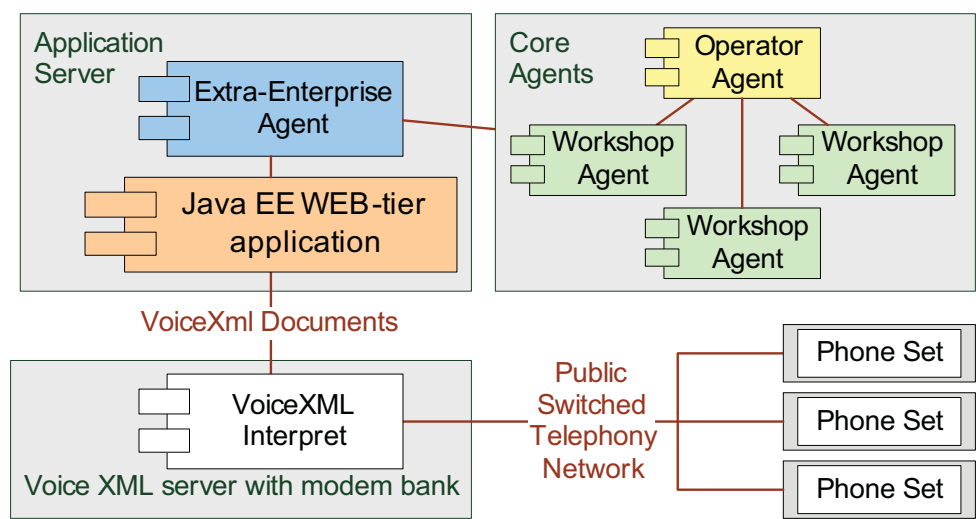 Application
Server
Extra-Enterprise
Agent
Java EE WEB-tier
application
Core
Agents
Operator
Agent
Workshop
Agent
Workshop
Agent
Workshop
Agent
VoiceXml Documents
VoiceXML
Interpret
Voice XML server with modem bank
Public
Switched
Telephony
Network
Phone Set
Phone Set
Phone Set